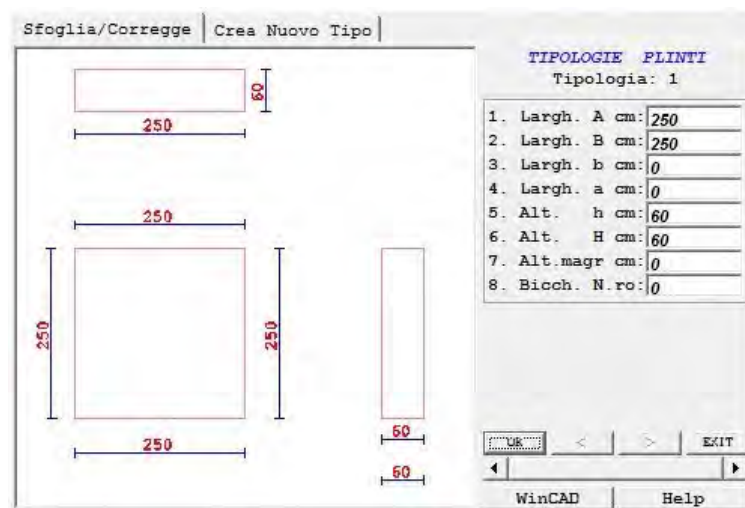 Sfoglia/Corregge
Crea Nuovo Tipo
60
250
250
250
250
250
60
60
TIPOLOGIE PLINTI
Tipologia: 1
1. Largh. A cm: 250
2. Largh. B cm: 250
3. Largh. b cm: 0
4. Largh. a cm: 0
5. Alt. h cm: 60
6. Alt. H cm: 60
7. Alt.magr cm: 0
8. Bicch. N.ro: 0
< > EXIT
WinCAD Help